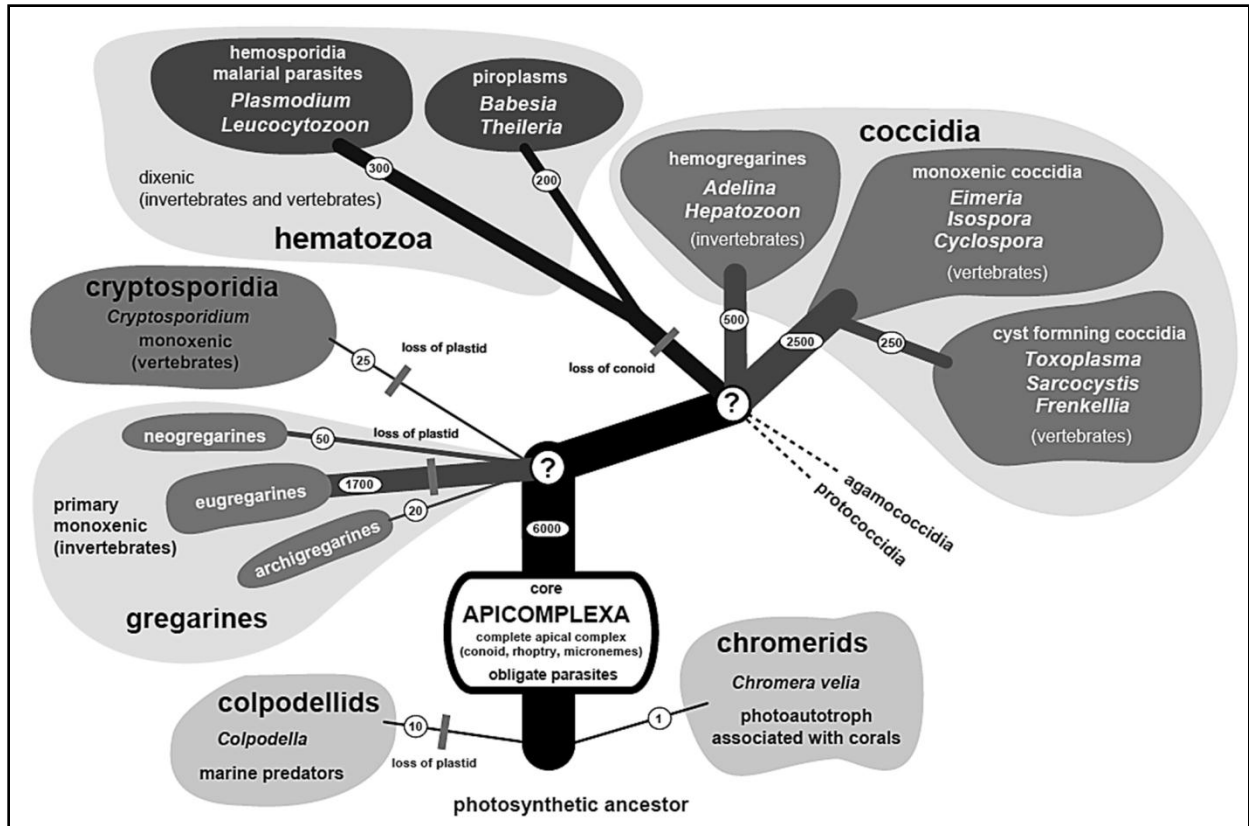 hemosporidia
malarial parasites
Plasmodium
Leucocytozoon
piroplasms
Babesia
Theileria
300
200
dixenic
(invertebrates and vertebrates)
hematozoa
coccidia
hemogregarines
Adelina
Hepatozoon
(invertebrates)
monoxenic coccidia
Eimeria
Isospora
Cyclospora
(vertebrates)
cyst formning coccidia
Toxoplasma
Sarcocystis
Frenkellia
(vertebrates)
500
2500
250
loss of conoid
?
agamococcidia
protococcidia
cryptosporidia
Cryptosporidium
monoxenic
(vertebrates)
25
loss of plastid
neogregarines
50
loss of plastid
eugregarines
1700
archigregarines
20
primary
monoxenic
(invertebrates)
gregarines
?
6000
core
APICOMPLEXA
complete apical complex
(conoid, rhoptry, micronemes)
obligate parasites
colpodellids
Colpodella
marine predators
10
loss of plastid
1
chromerids
Chromera velia
photoautotroph
associated with corals
photosynthetic ancestor